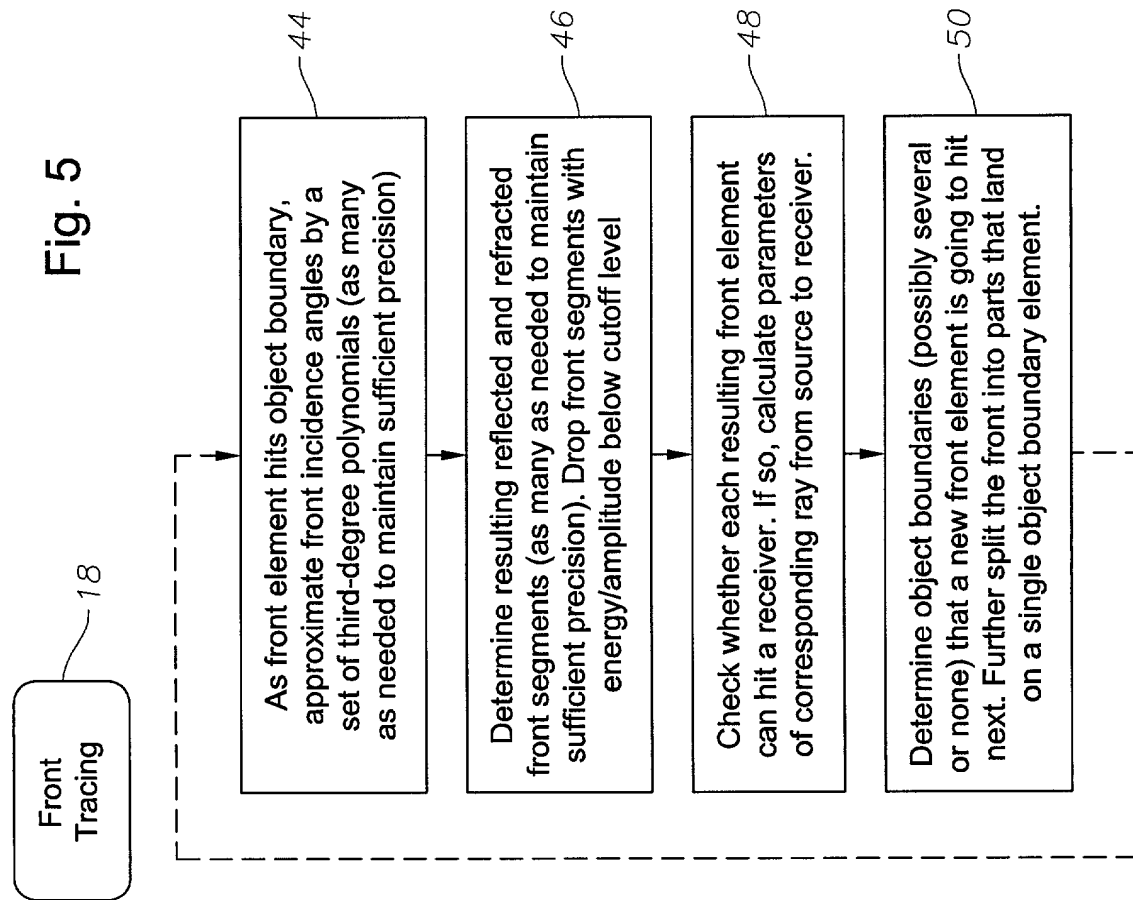 Fig. 5
Front
Tracing
18
As front element hits object boundary,
approximate front incidence angles by a
set of third-degree polynomials (as many
as needed to maintain sufficient precision)
44
Determine resulting reflected and refracted
front segments (as many as needed to maintain
sufficient precision). Drop front segments with
energy/amplitude below cutoff level
46
Check whether each resulting front element
can hit a receiver. If so, calculate parameters
of corresponding ray from source to receiver.
48
Determine object boundaries (possibly several
or none) that a new front element is going to hit
next. Further split the front into parts that land
on a single object boundary element.
50